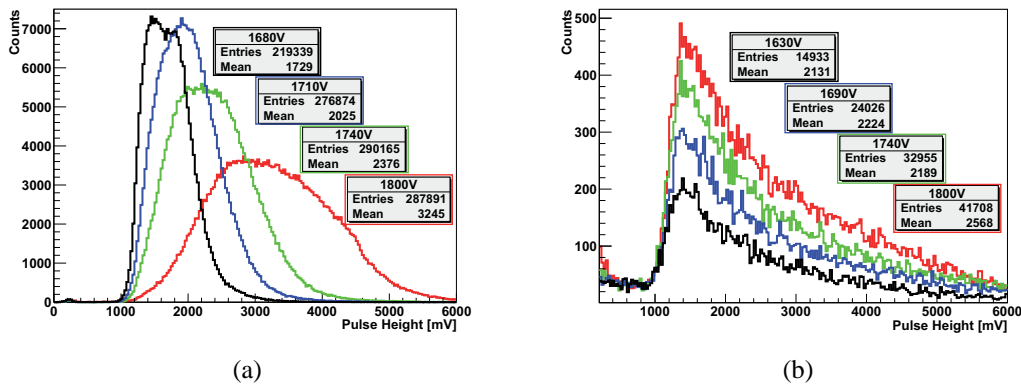 Counts
7000
6000
5000
4000
3000
2000
1000
0
1680V
Entries 219339
Mean 1729
1710V
Entries 276874
Mean 2025
1740V
Entries 290165
Mean 2376
1800V
Entries 287891
Mean 3245
0 1000 2000 3000 4000 5000 6000
Pulse Height [mV]
(a)
Counts
500
400
300
200
100
1630V
Entries 14933
Mean 2131
1690V
Entries 24026
Mean 2224
1740V
Entries 32955
Mean 2189
1800V
Entries 41708
Mean 2568
1000 2000 3000 4000 5000 6000
Pulse Height [mV]
(b)